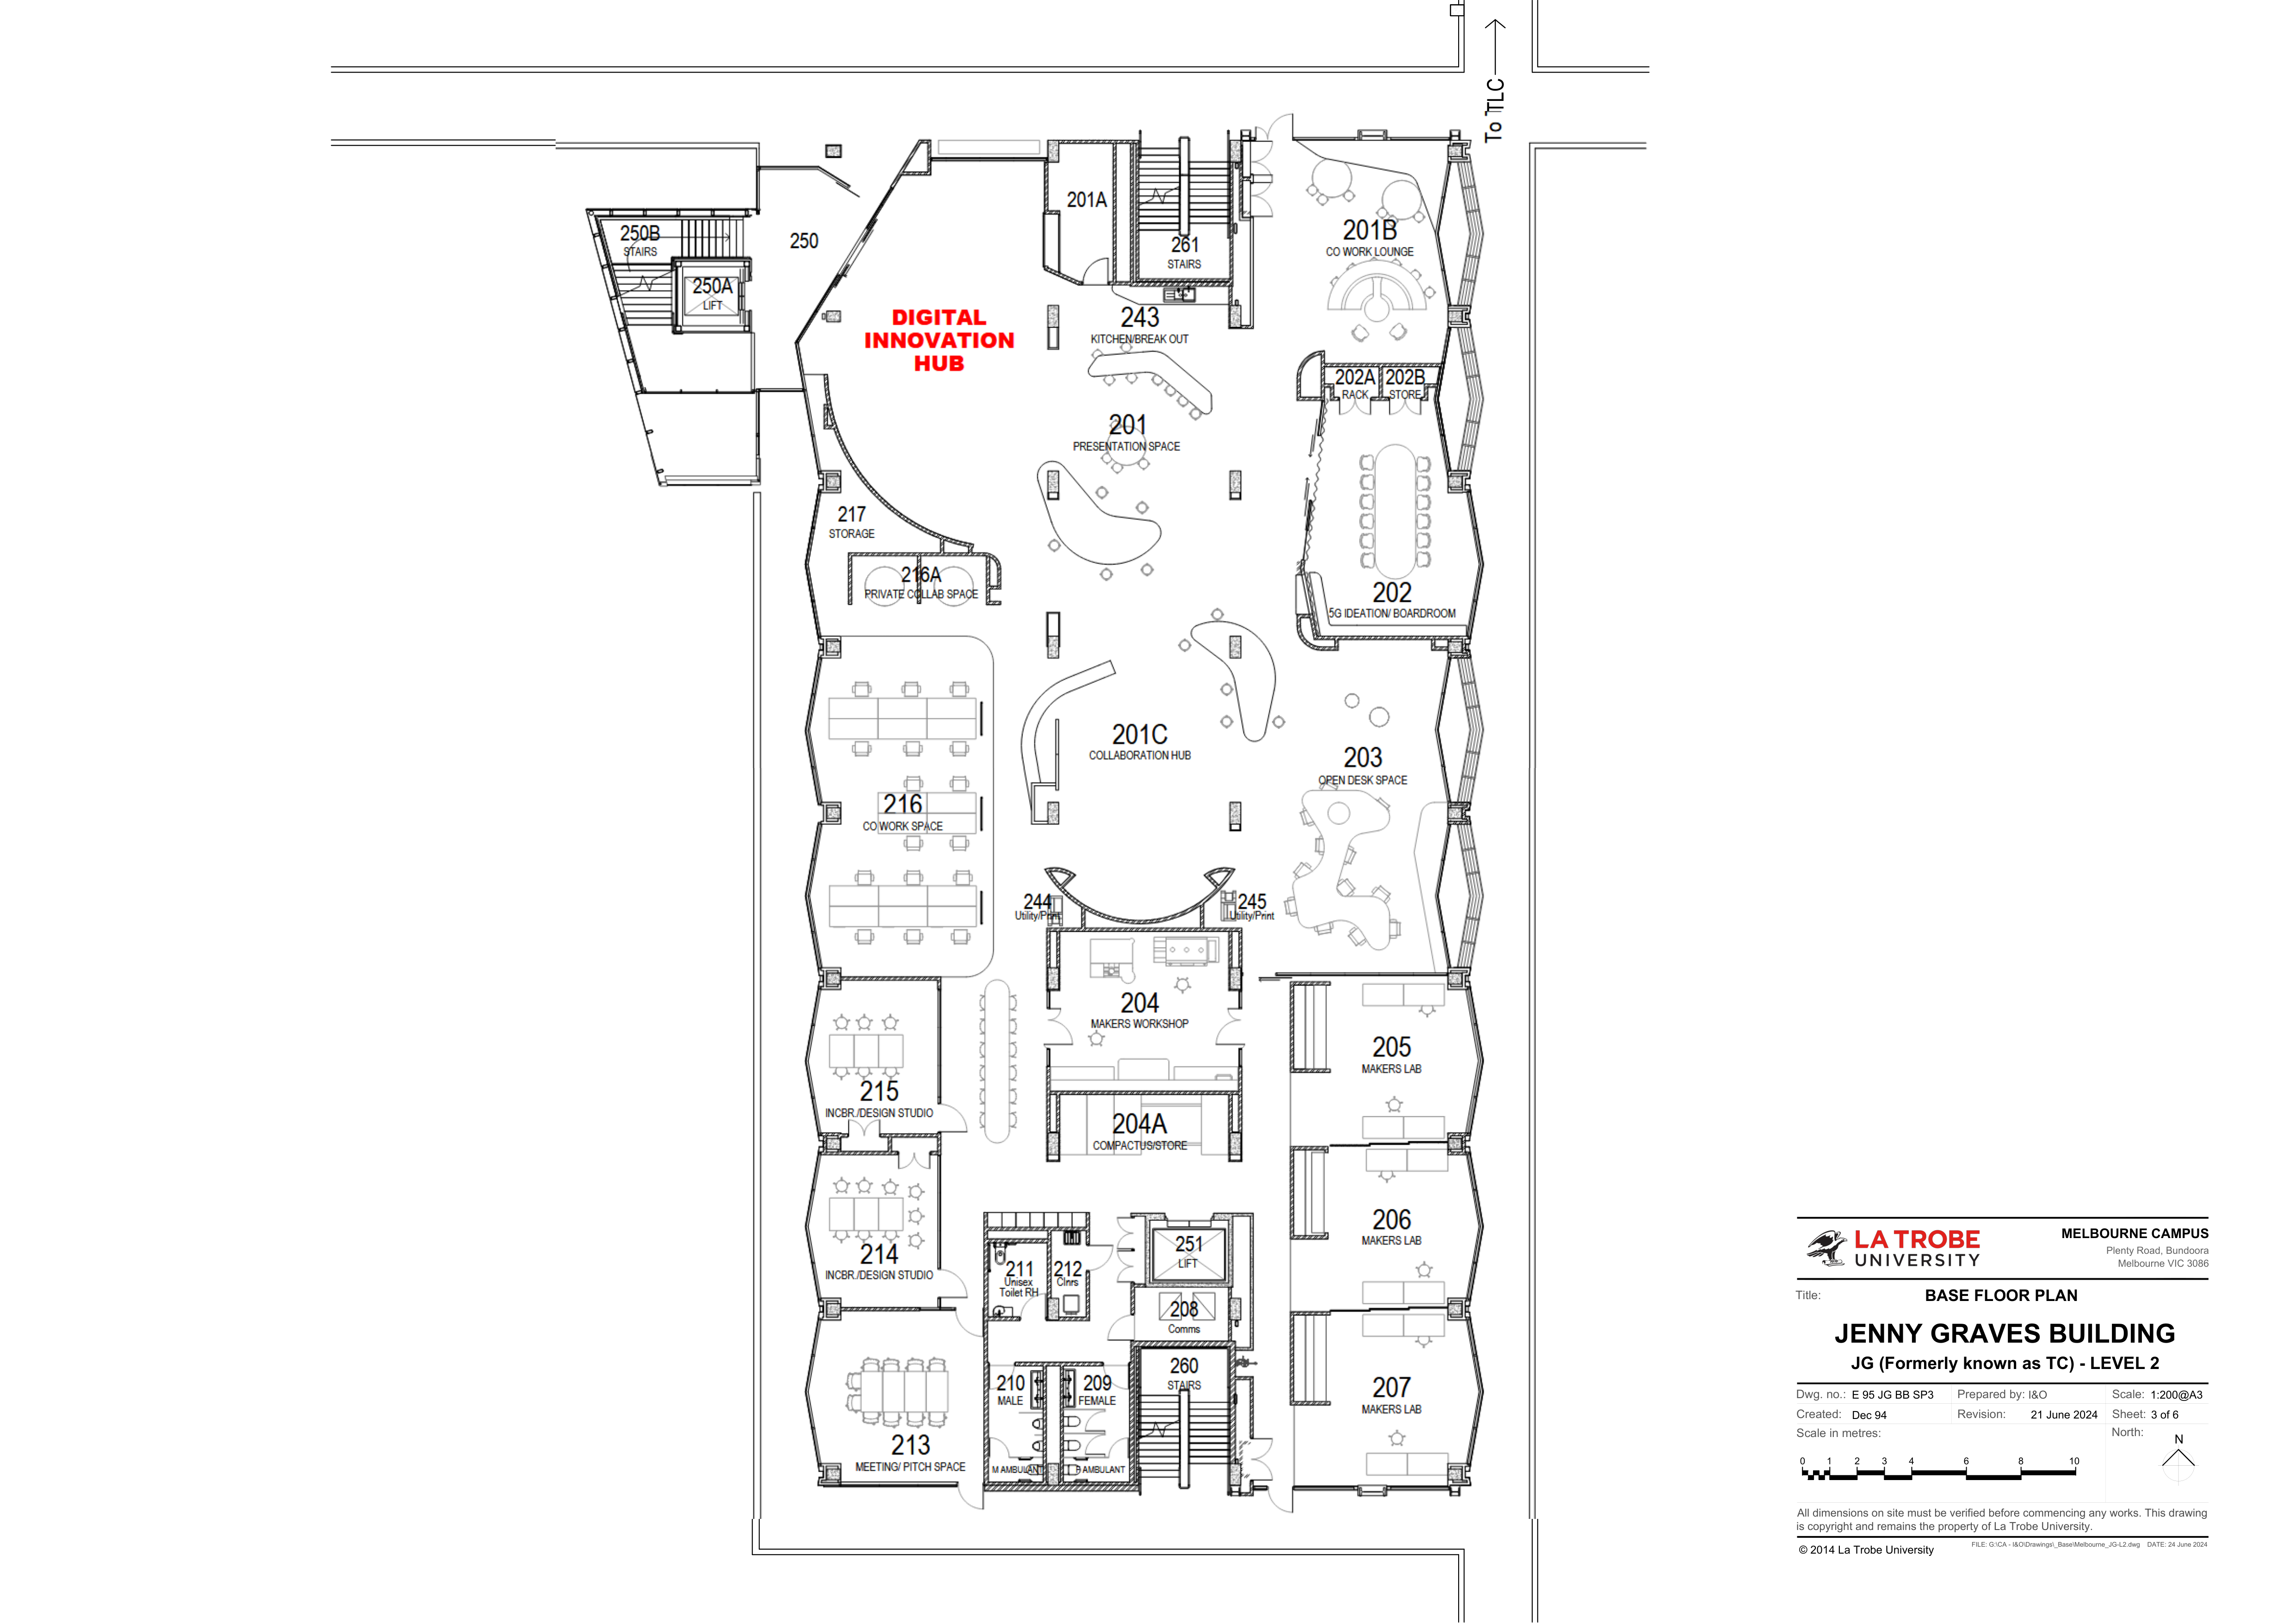 To TLC
201A
250B
STAIRS
250
261
STAIRS
201B
CO WORK LOUNGE
250A
LIFT
DIGITAL
INNOVATION
HUB
243
KITCHEN/BREAK OUT
202A
RACK
202B
STORE
201
PRESENTATION SPACE
217
STORAGE
216A
PRIVATE COLLAB SPACE
202
5G IDEATION/ BOARDROOM
201C
COLLABORATION HUB
203
OPEN DESK SPACE
216
CO WORK SPACE
244
Utility/Print
245
Utility/Print
204
MAKERS WORKSHOP
205
MAKERS LAB
215
INCBR./DESIGN STUDIO
204A
COMPACTUS/STORE
206
MAKERS LAB
214
INCBR./DESIGN STUDIO
211
Unisex
Toilet RH
212
Clnrs
251
LIFT
208
Comms
260
STAIRS
210
MALE
209
FEMALE
207
MAKERS LAB
213
MEETING/ PITCH SPACE
M AMBULANT
F AMBULANT
LA TROBE
UNIVERSITY
MELBOURNE CAMPUS
Plenty Road, Bundoora
Melbourne VIC 3086
Title: BASE FLOOR PLAN
JENNY GRAVES BUILDING
JG (Formerly known as TC) - LEVEL 2
Dwg. no.: E 95 JG BB SP3 Prepared by: I&O Scale: 1:200@A3
Created: Dec 94 Revision: 21 June 2024 Sheet: 3 of 6
Scale in metres: North:
N
0 1 2 3 4 6 8 10
All dimensions on site must be verified before commencing any works. This drawing
is copyright and remains the property of La Trobe University.
© 2014 La Trobe University FILE: G:\CA - I&O\Drawings\_Base\Melbourne_JG-L2.dwg DATE: 24 June 2024